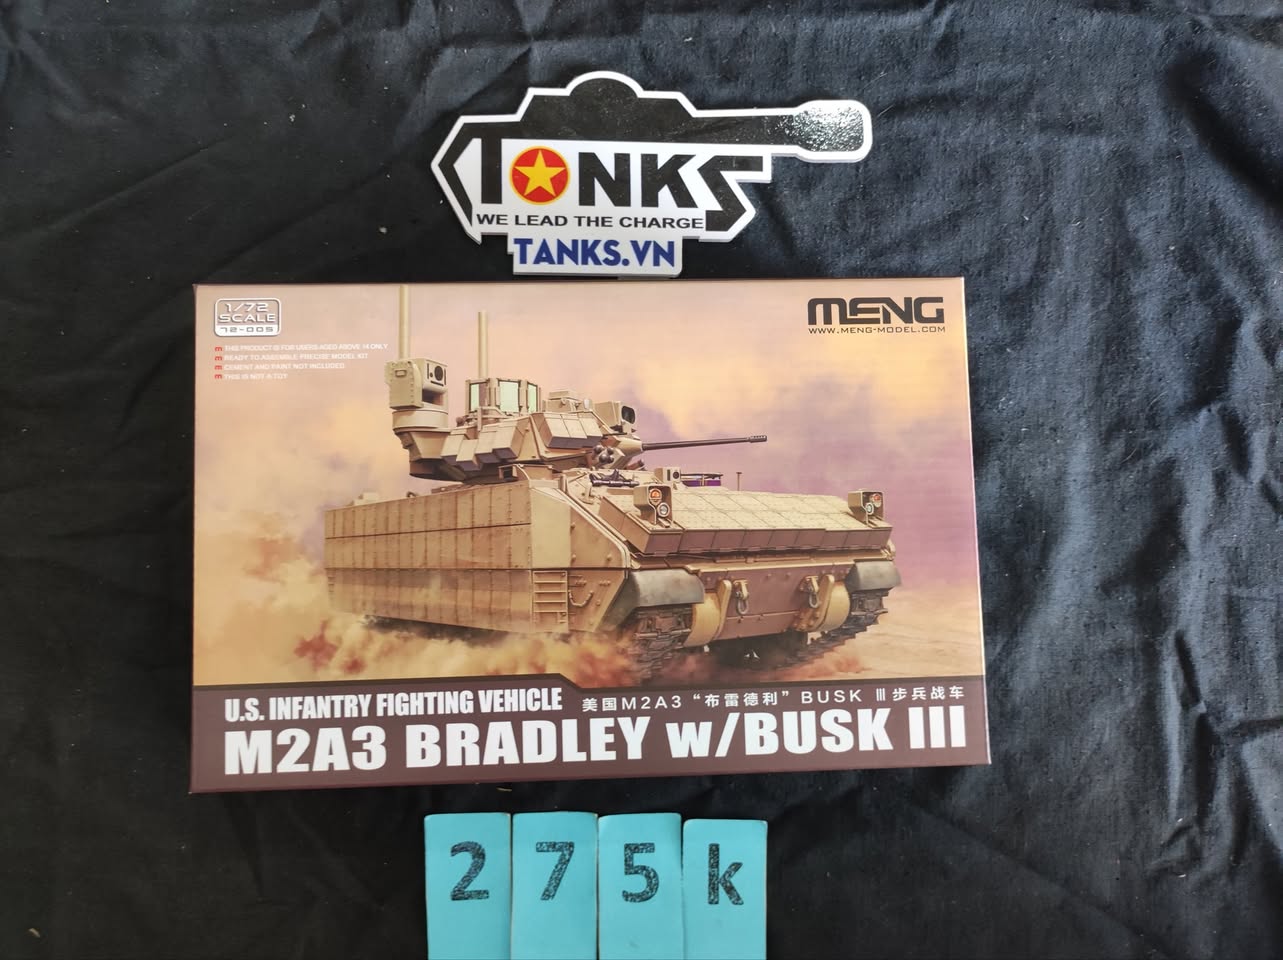 TANKS
WE LEAD THE CHARGE
TANKS.VN
1/72
SCALE
72-005
MENG
WWW.MENG-MODEL.COM
THIS PRODUCT IS FOR USERS AGED ABOVE 14 ONLY
READY TO ASSEMBLE PRECISE MODEL KIT
CEMENT AND PAINT NOT INCLUDED
THIS IS NOT A TOY
U.S. INFANTRY FIGHTING VEHICLE
美国M2A3“布雷德利”BUSK Ⅲ步兵战车
M2A3 BRADLEY w/BUSK III
275k